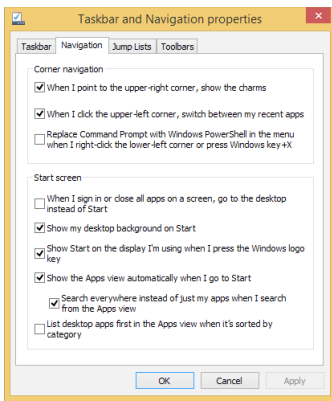 Taskbar and Navigation properties
Taskbar Navigation Jump Lists Toolbars
Corner navigation
When I point to the upper-right corner, show the charms
When I click the upper-left corner, switch between my recent apps
Replace Command Prompt with Windows PowerShell in the menu
when I right-click the lower-left corner or press Windows key+X
Start screen
When I sign in or close all apps on a screen, go to the desktop
instead of Start
Show my desktop background on Start
Show Start on the display I'm using when I press the Windows logo
key
Show the Apps view automatically when I go to Start
Search everywhere instead of just my apps when I search
from the Apps view
List desktop apps first in the Apps view when it's sorted by
category
OK Cancel Apply